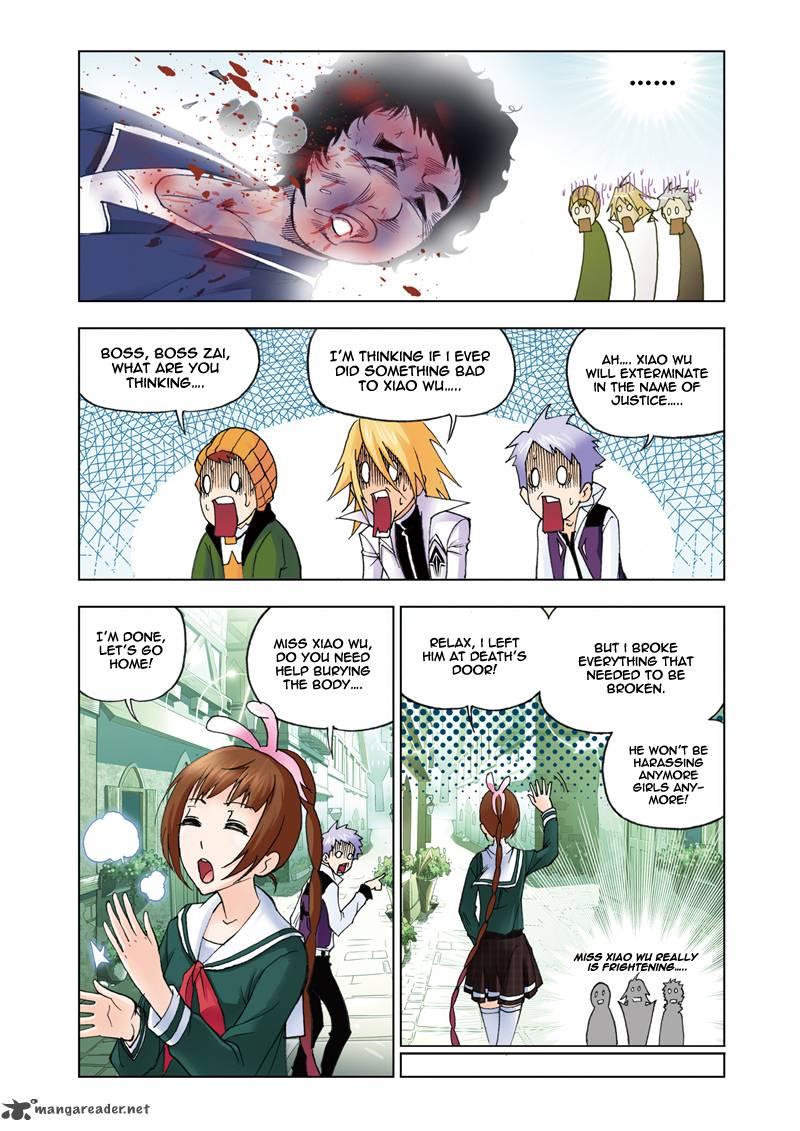 ......
BOSS, BOSS ZAI,
WHAT ARE YOU
THINKING....
I'M THINKING IF I EVER
DID SOMETHING BAD
TO XIAO WU.....
AH.... XIAO WU
WILL EXTERMINATE
IN THE NAME OF
JUSTICE.....
I'M DONE,
LET'S GO
HOME!
MISS XIAO WU,
DO YOU NEED
HELP BURYING
THE BODY....
RELAX, I LEFT
HIM AT DEATH'S
DOOR!
BUT I BROKE
EVERYTHING THAT
NEEDED TO BE
BROKEN.
HE WON'T BE
HARASSING
ANYMORE
GIRLS ANY-
MORE!
MISS XIAO WU REALLY
IS FRIGHTENING.....
mangareader.net